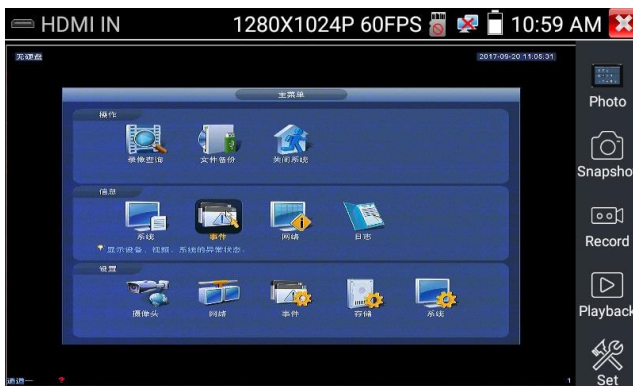 HDMI IN 1280X1024P 60FPS 10:59 AM
无硬盘 2017-09-20 11:05:31
主菜单
操作
录像查询 文件备份 关闭系统
信息
系统 事件 网络 日志
显示设备、视频、系统的异常状态。
设置
摄像头 网络 事件 存储 系统
通道一 ? 1
Photo
Snapsho
Record
Playback
Set